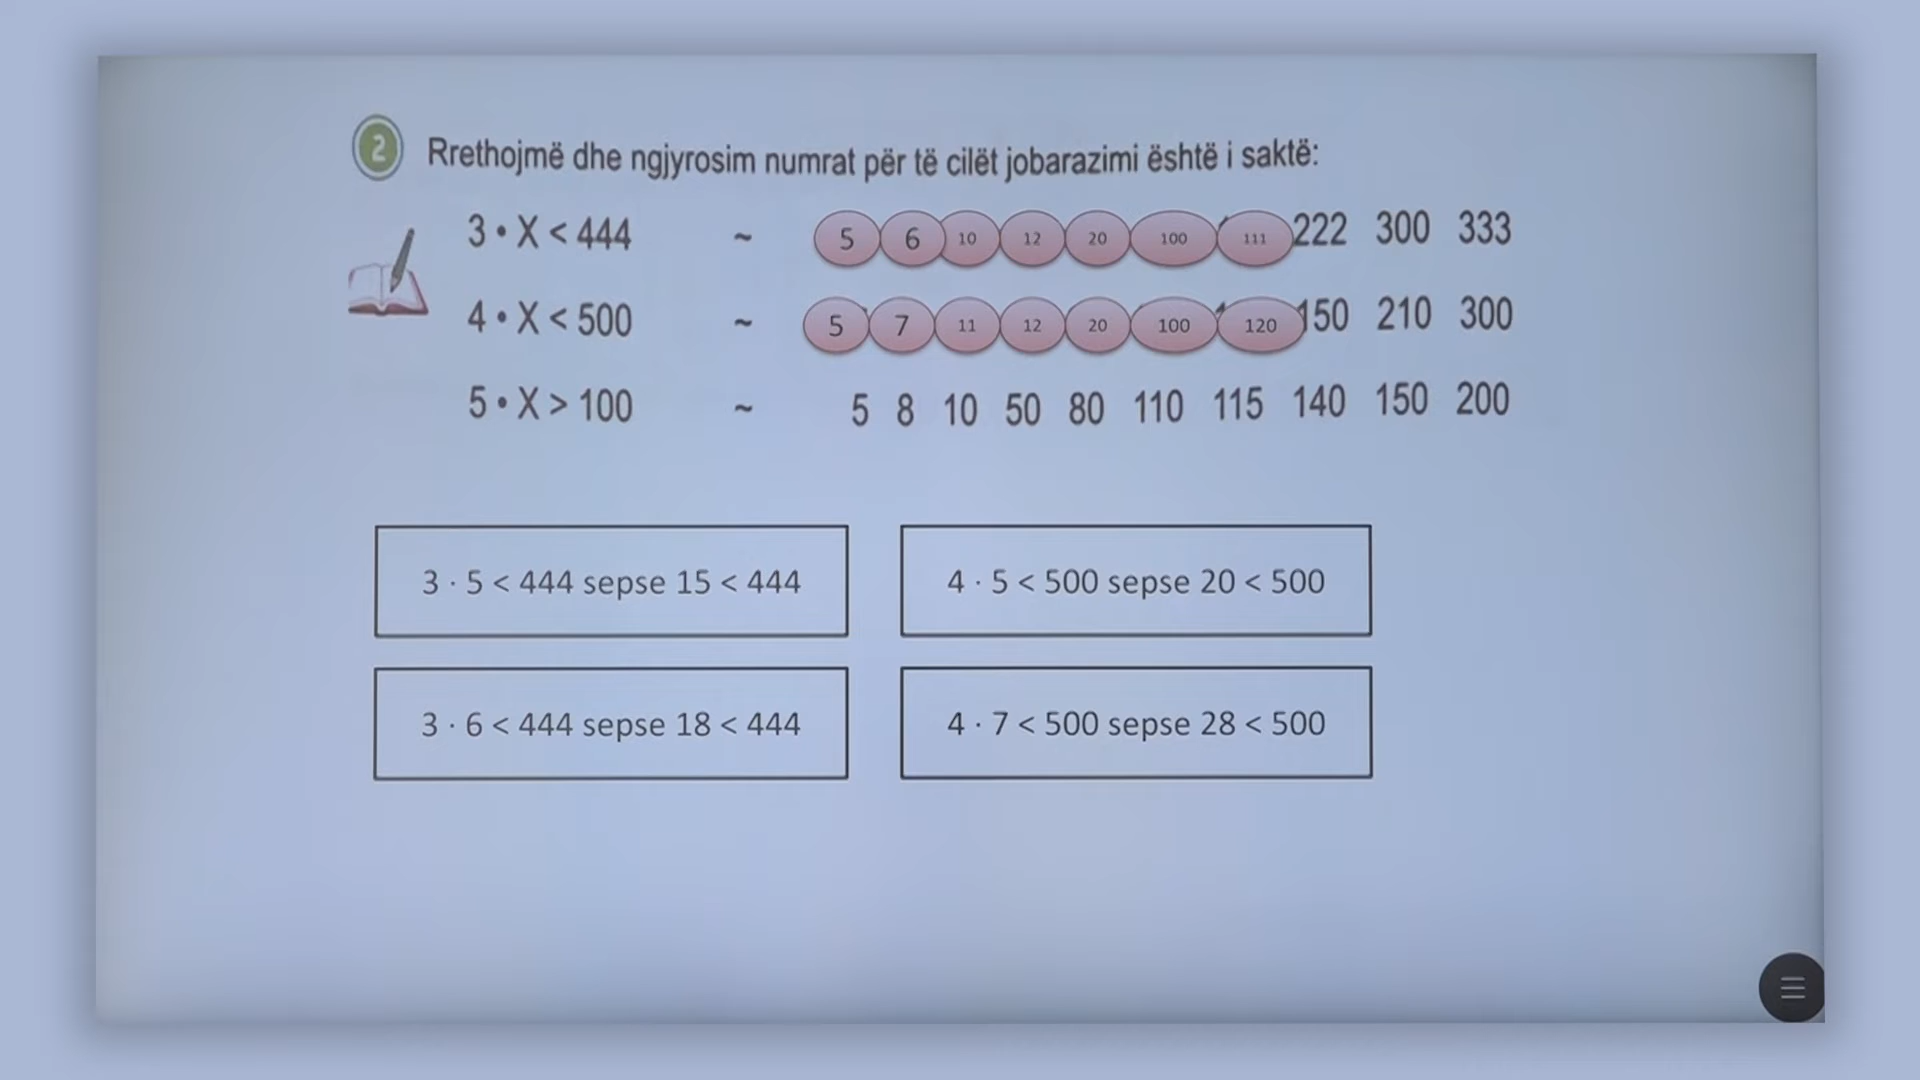 2 Rrethojmë dhe ngjyrosim numrat për të cilët jobarazimi është i saktë:
3 • X < 444 ~ 5 6 10 12 20 100 111 222 300 333
4 • X < 500 ~ 5 7 11 12 20 100 120 150 210 300
5 • X > 100 ~ 5 8 10 50 80 110 115 140 150 200
3 · 5 < 444 sepse 15 < 444 4 · 5 < 500 sepse 20 < 500
3 · 6 < 444 sepse 18 < 444 4 · 7 < 500 sepse 28 < 500